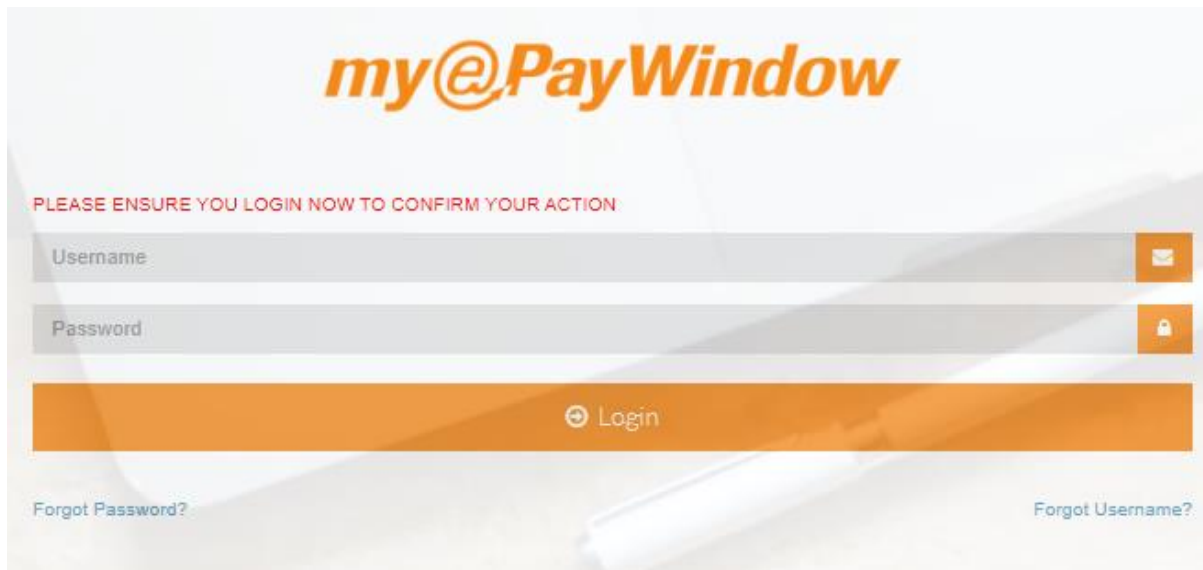 my@PayWindow
PLEASE ENSURE YOU LOGIN NOW TO CONFIRM YOUR ACTION
Username
Password
Login
Forgot Password?
Forgot Username?